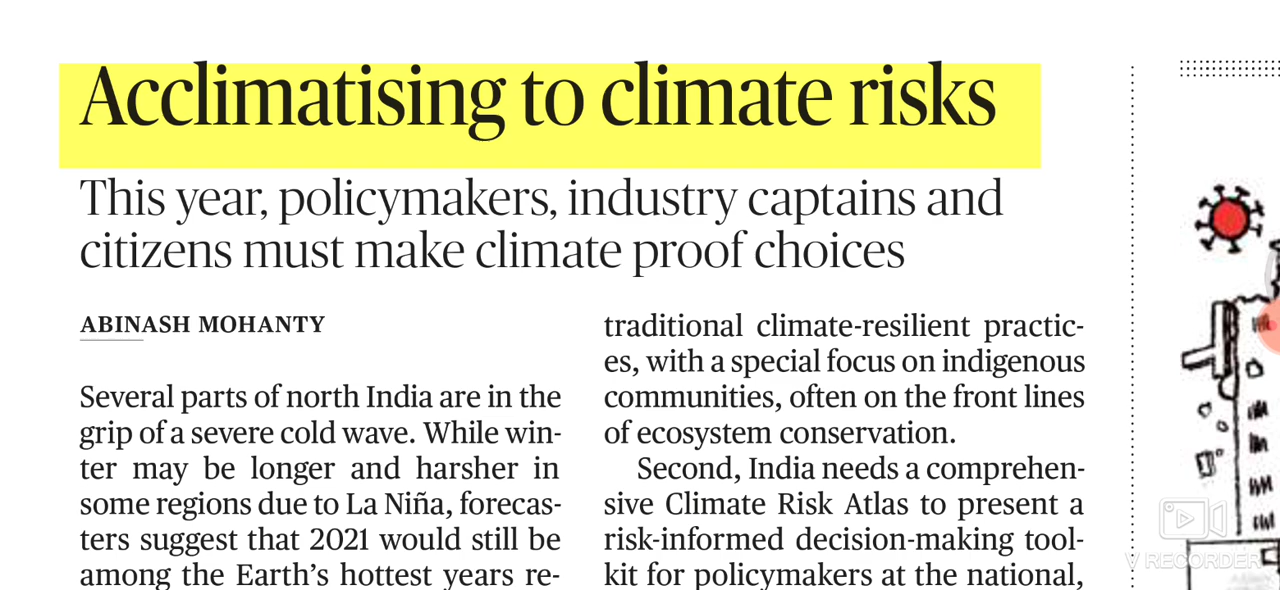 Acclimatising to climate risks
This year, policymakers, industry captains and
citizens must make climate proof choices
ABINASH MOHANTY
Several parts of north India are in the
grip of a severe cold wave. While win-
ter may be longer and harsher in
some regions due to La Niña, forecas-
ters suggest that 2021 would still be
among the Earth's hottest years re-
traditional climate-resilient practic-
es, with a special focus on indigenous
communities, often on the front lines
of ecosystem conservation.
Second, India needs a comprehen-
sive Climate Risk Atlas to present a
risk-informed decision-making tool-
kit for policymakers at the national,
V RECORDER